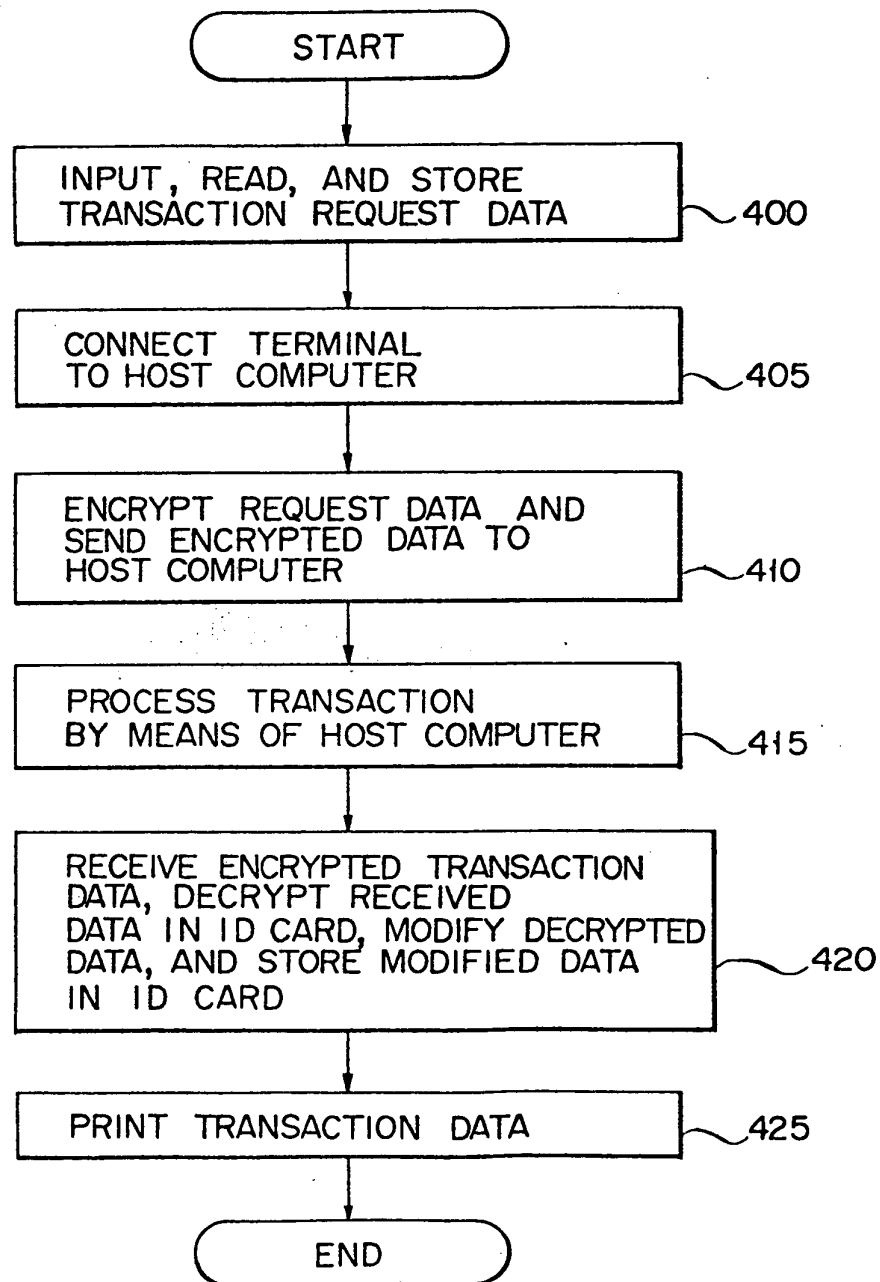 START
INPUT, READ, AND STORE
TRANSACTION REQUEST DATA
400
CONNECT TERMINAL
TO HOST COMPUTER
405
ENCRYPT REQUEST DATA AND
SEND ENCRYPTED DATA TO
HOST COMPUTER
410
PROCESS TRANSACTION
BY MEANS OF HOST COMPUTER
415
RECEIVE ENCRYPTED TRANSACTION
DATA, DECRYPT RECEIVED
DATA IN ID CARD, MODIFY DECRYPTED
DATA, AND STORE MODIFIED DATA
IN ID CARD
420
PRINT TRANSACTION DATA
425
END